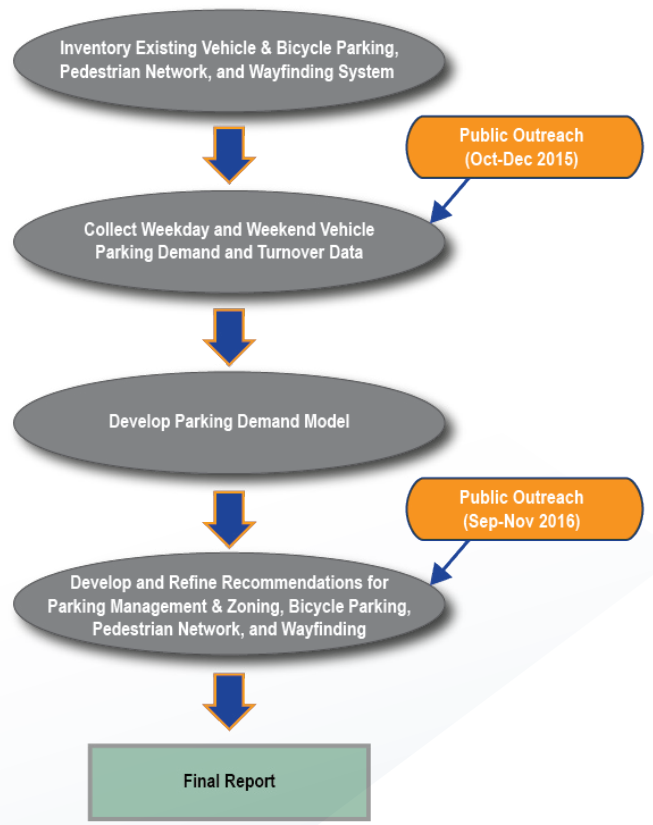 Inventory Existing Vehicle & Bicycle Parking,
Pedestrian Network, and Wayfinding System
Public Outreach
(Oct-Dec 2015)
Collect Weekday and Weekend Vehicle
Parking Demand and Turnover Data
Develop Parking Demand Model
Public Outreach
(Sep-Nov 2016)
Develop and Refine Recommendations for
Parking Management & Zoning, Bicycle Parking,
Pedestrian Network, and Wayfinding
Final Report